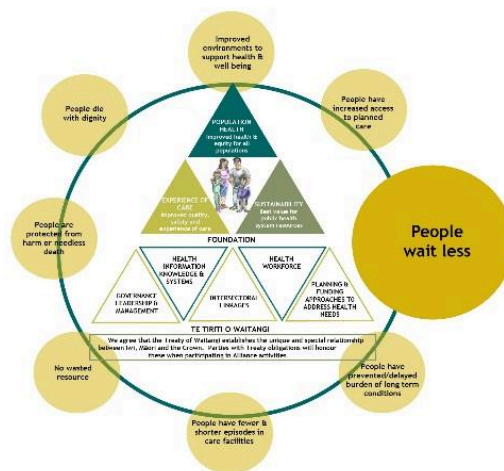 Improved
environments to
support health &
well being
People die
with dignity
People have
increased access
to planned
care
POPULATION
HEALTH
Improved health &
equity for all
populations
EXPERIENCE OF
CARE
Improved quality,
safety and
experience of care
SUSTAINABILITY
Best value for
public health
system resources
People are
protected from
harm or needless
death
People
wait less
FOUNDATION
HEALTH
INFORMATION
KNOWLEDGE &
SYSTEMS
HEALTH
WORKFORCE
GOVERNANCE
LEADERSHIP &
MANAGEMENT
INTERSECTORAL
LINKAGES
PLANNING &
FUNDING
APPROACHES TO
ADDRESS HEALTH
NEEDS
TE TIRITI O WAITANGI
We agree that the Treaty of Waitangi establishes the unique and special relationship
between Iwi, Māori and the Crown. Parties with Treaty obligations will honour
these when participating in Alliance activities
No wasted
resource
People have
prevented/delayed
burden of long term
conditions
People have fewer &
shorter episodes in
care facilities